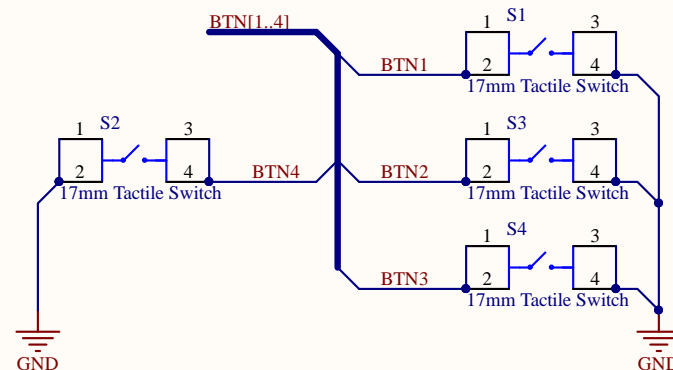 BTN[1..4]
S1
1 3
2 4
BTN1
17mm Tactile Switch
S2
1 3
2 4
17mm Tactile Switch
BTN4
S3
1 3
2 4
BTN2
17mm Tactile Switch
S4
1 3
2 4
BTN3
17mm Tactile Switch
GND
GND